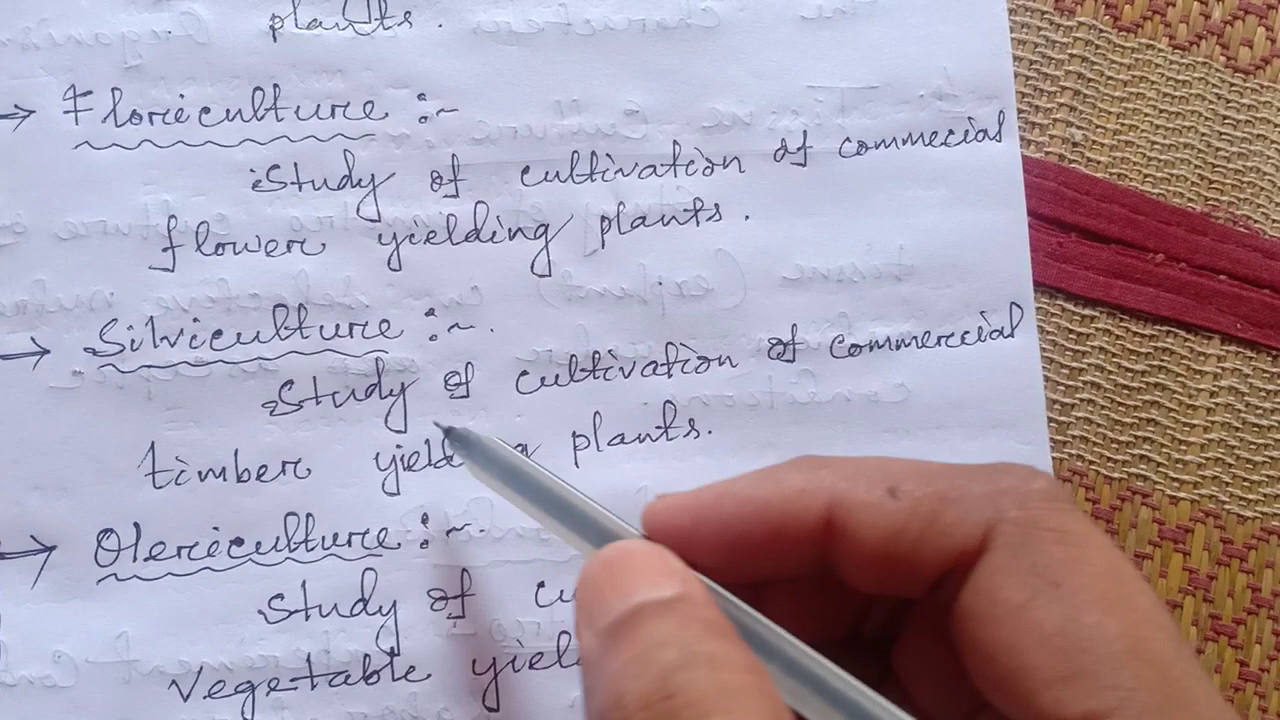 plants.
→ Floriculture :~
Study of cultivation of commecial
flower yielding plants.
→ Silviculture :~.
Study of cultivation of commercial
timber plants.
→ Olericulture :~.
Study of
Vegetable